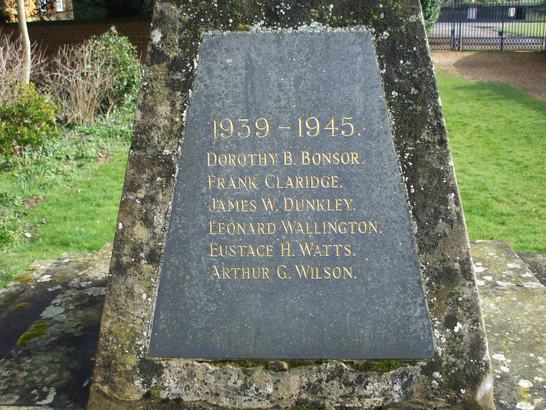 1939 – 1945.
DOROTHY B. BONSOR.
FRANK CLARIDGE.
JAMES W. DUNKLEY.
LEONARD WALLINGTON.
EUSTACE H. WATTS.
ARTHUR G. WILSON.